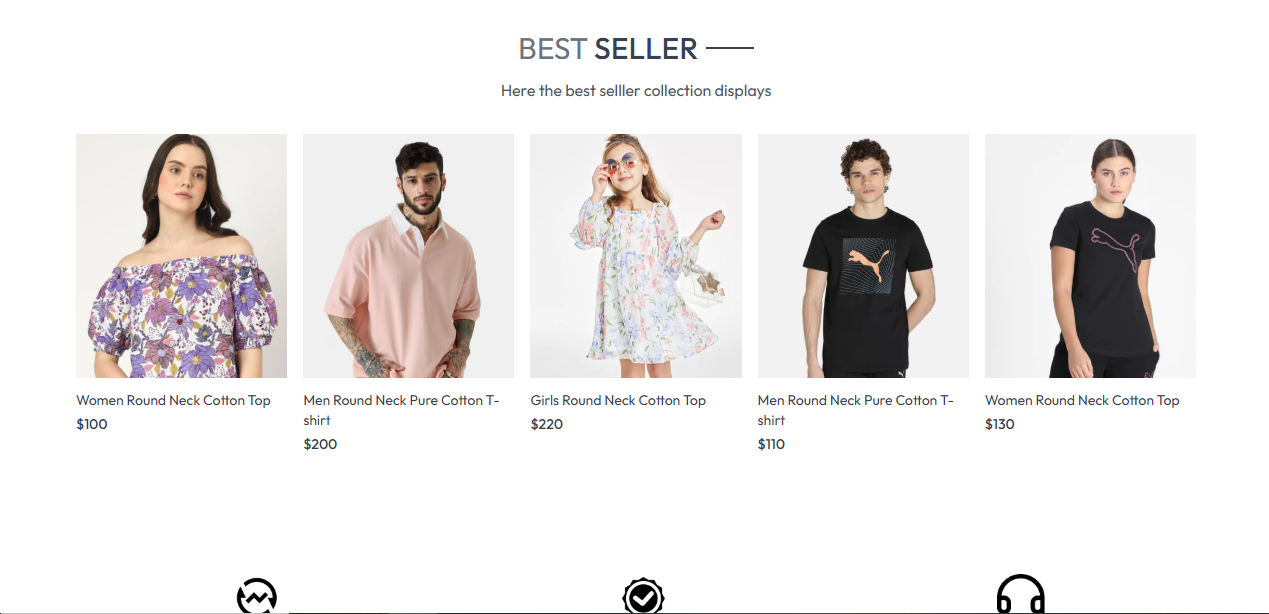 BEST SELLER
Here the best selller collection displays
Women Round Neck Cotton Top
$100
Men Round Neck Pure Cotton T-
shirt
$200
Girls Round Neck Cotton Top
$220
Men Round Neck Pure Cotton T-
shirt
$110
Women Round Neck Cotton Top
$130